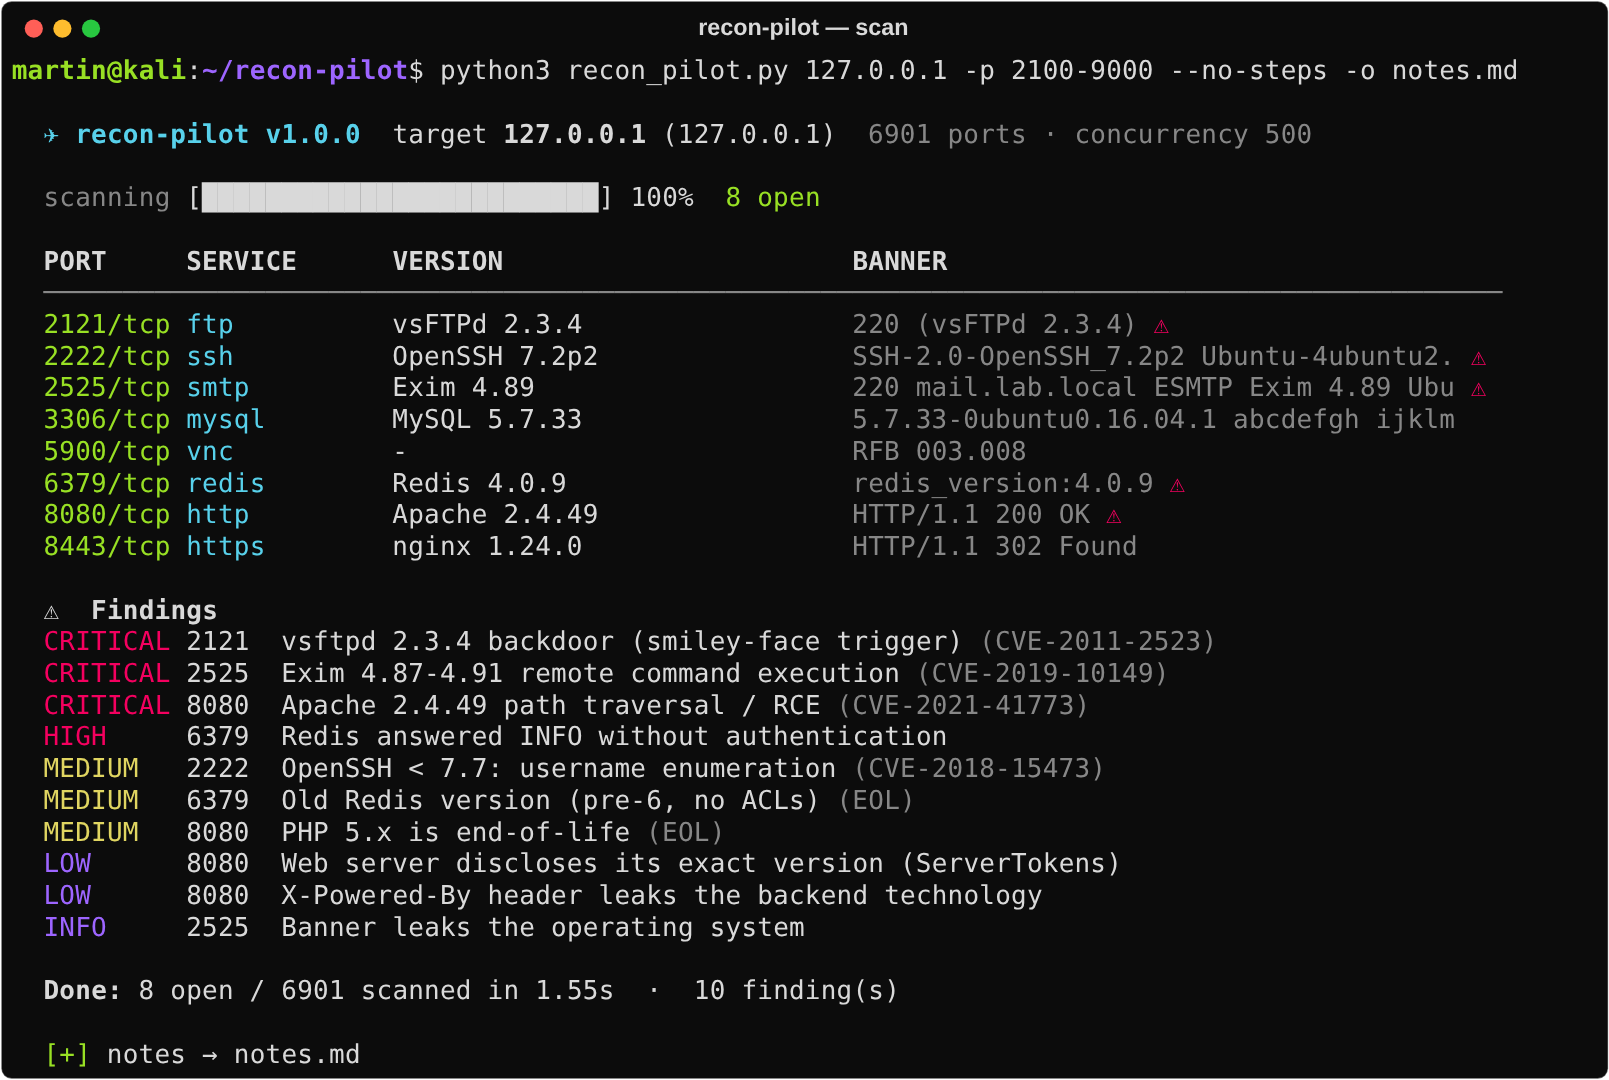 recon-pilot — scan
martin@kali:~/recon-pilot$ python3 recon_pilot.py 127.0.0.1 -p 2100-9000 --no-steps -o notes.md
✈ recon-pilot v1.0.0  target 127.0.0.1 (127.0.0.1)  6901 ports · concurrency 500
scanning [█████████████████████████] 100%  8 open
PORT     SERVICE      VERSION                      BANNER
2121/tcp ftp          vsFTPd 2.3.4                 220 (vsFTPd 2.3.4) ⚠
2222/tcp ssh          OpenSSH 7.2p2                SSH-2.0-OpenSSH_7.2p2 Ubuntu-4ubuntu2. ⚠
2525/tcp smtp         Exim 4.89                    220 mail.lab.local ESMTP Exim 4.89 Ubu ⚠
3306/tcp mysql        MySQL 5.7.33                 5.7.33-0ubuntu0.16.04.1 abcdefgh ijklm
5900/tcp vnc          -                            RFB 003.008
6379/tcp redis        Redis 4.0.9                  redis_version:4.0.9 ⚠
8080/tcp http         Apache 2.4.49                HTTP/1.1 200 OK ⚠
8443/tcp https        nginx 1.24.0                 HTTP/1.1 302 Found
⚠  Findings
CRITICAL 2121  vsftpd 2.3.4 backdoor (smiley-face trigger) (CVE-2011-2523)
CRITICAL 2525  Exim 4.87-4.91 remote command execution (CVE-2019-10149)
CRITICAL 8080  Apache 2.4.49 path traversal / RCE (CVE-2021-41773)
HIGH     6379  Redis answered INFO without authentication
MEDIUM   2222  OpenSSH < 7.7: username enumeration (CVE-2018-15473)
MEDIUM   6379  Old Redis version (pre-6, no ACLs) (EOL)
MEDIUM   8080  PHP 5.x is end-of-life (EOL)
LOW      8080  Web server discloses its exact version (ServerTokens)
LOW      8080  X-Powered-By header leaks the backend technology
INFO     2525  Banner leaks the operating system
Done: 8 open / 6901 scanned in 1.55s  ·  10 finding(s)
[+] notes → notes.md